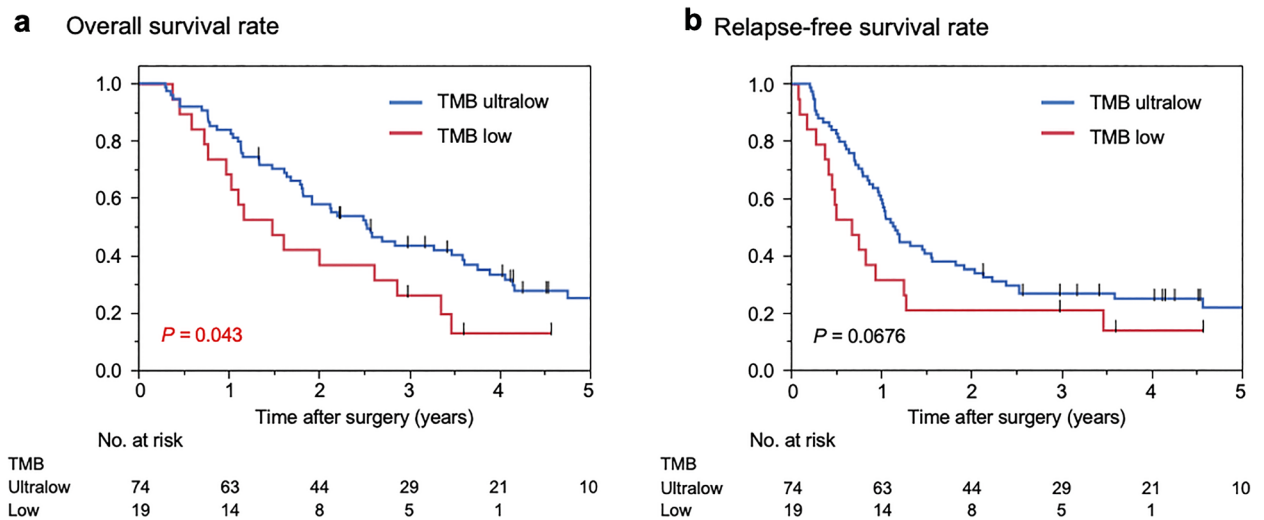 a Overall survival rate
1.0
0.8
0.6
0.4
0.2
0.0
TMB ultralow
TMB low
P = 0.043
0 1 2 3 4 5
Time after surgery (years)
No. at risk
TMB
Ultralow 74 63 44 29 21 10
Low 19 14 8 5 1
b Relapse-free survival rate
1.0
0.8
0.6
0.4
0.2
0.0
TMB ultralow
TMB low
P = 0.0676
0 1 2 3 4 5
Time after surgery (years)
No. at risk
TMB
Ultralow 74 63 44 29 21 10
Low 19 14 8 5 1